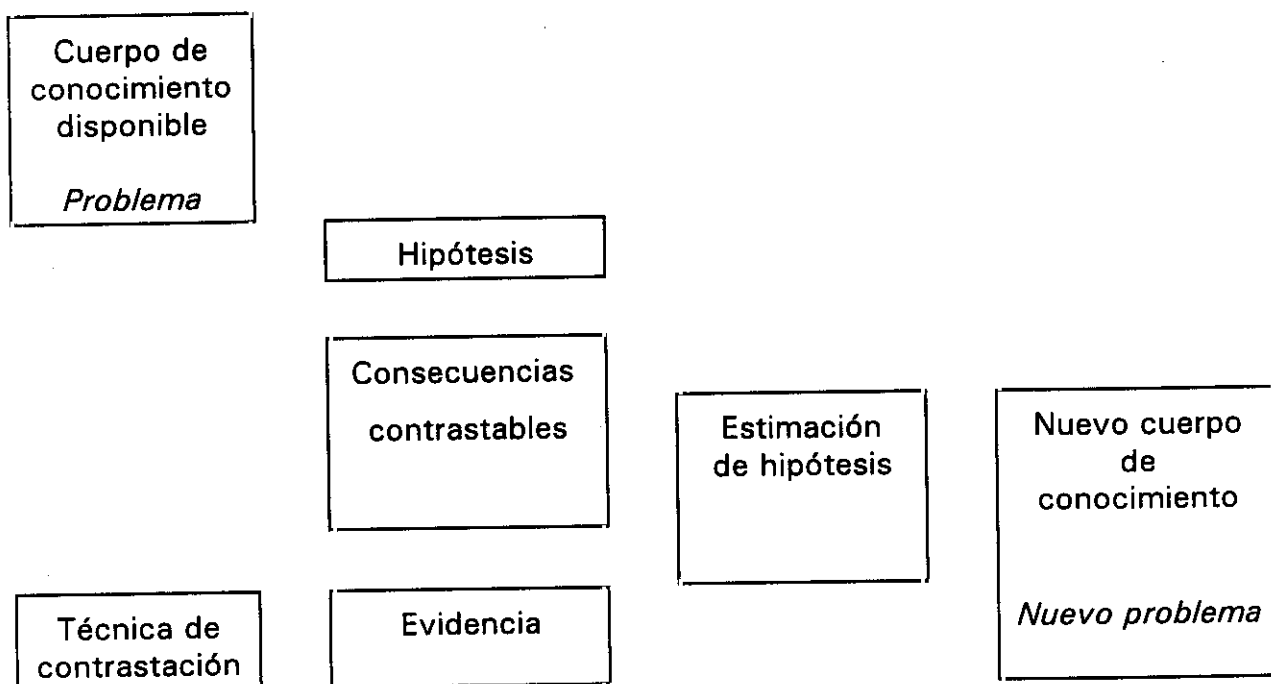 Cuerpo de
conocimiento
disponible
Problema
Hipótesis
Consecuencias
contrastables
Estimación
de hipótesis
Nuevo cuerpo
de
conocimiento
Nuevo problema
Técnica de
contrastación
Evidencia